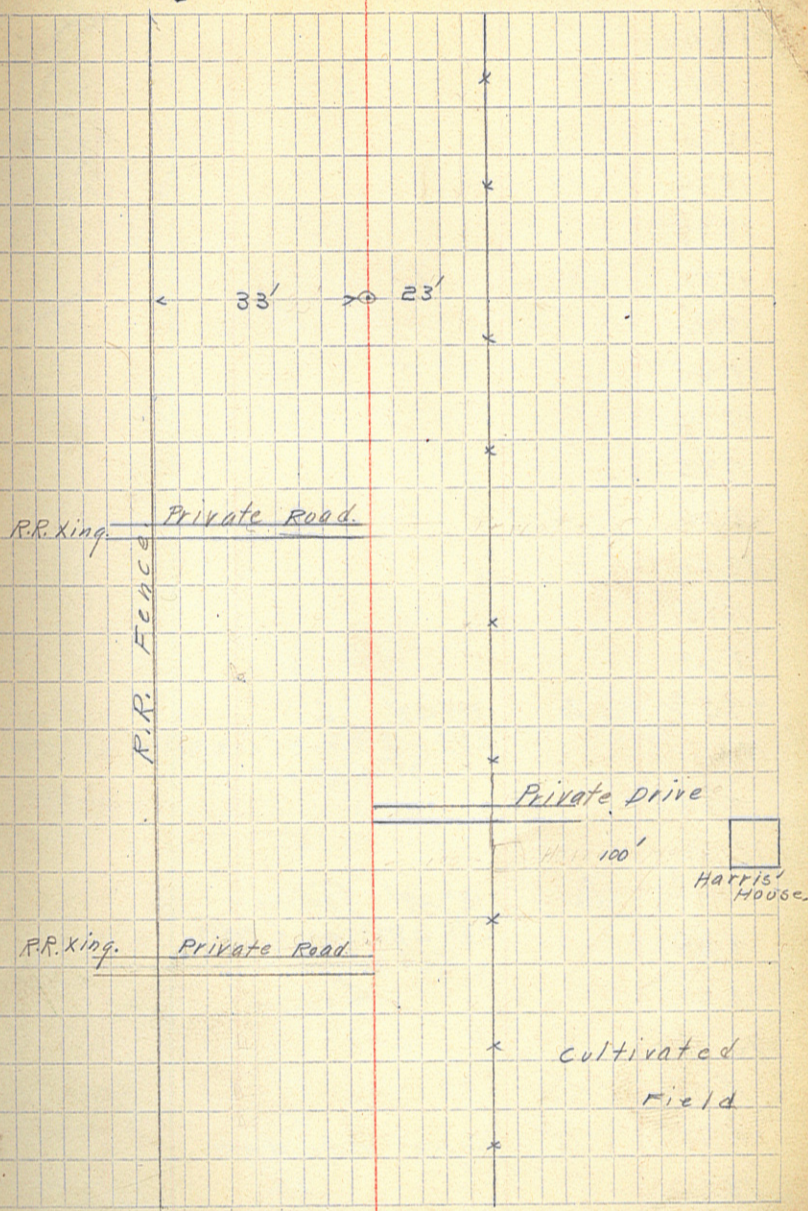 33' 23'
R.R. Xing. Private Road.
R.R. Fence.
Private Drive
100'
Harris'
House.
R.R. Xing. Private Road
Cultivated
Field